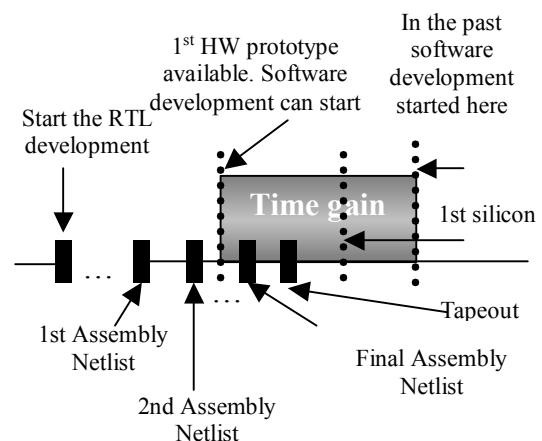 In the past
software
development
started here
1st HW prototype
available. Software
development can start
Start the RTL
development
Time gain
1st silicon
...
...
1st Assembly
Netlist
Tapeout
Final Assembly
Netlist
2nd Assembly
Netlist